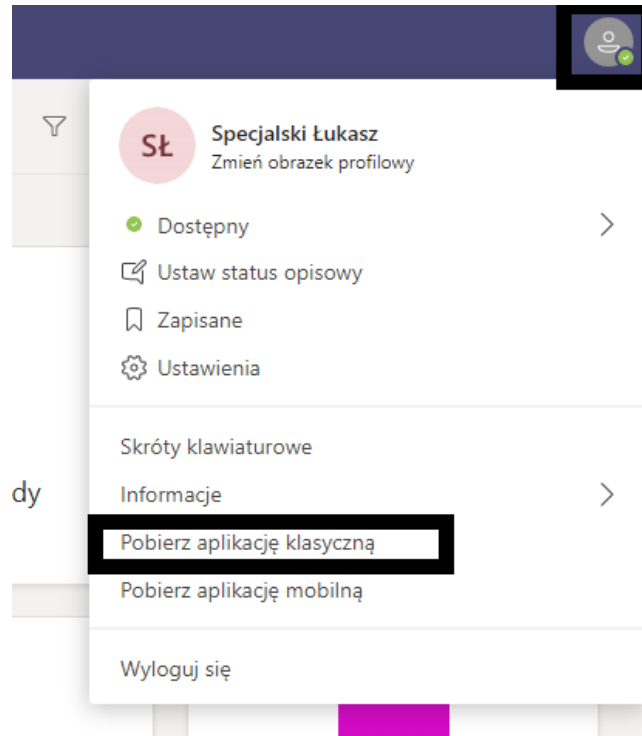 SŁ
Specjalski Łukasz
Zmień obrazek profilowy
Dostępny
Ustaw status opisowy
Zapisane
Ustawienia
Skróty klawiaturowe
dy
Informacje
Pobierz aplikację klasyczną
Pobierz aplikację mobilną
Wyloguj się